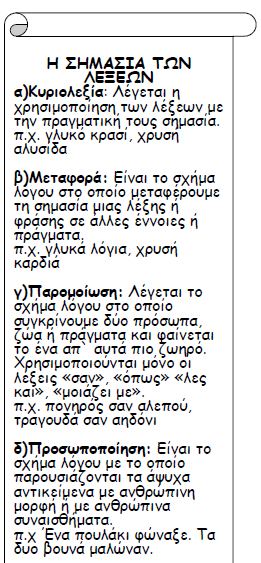 Η ΣΗΜΑΣΙΑ ΤΩΝ
ΛΕΞΕΩΝ
α)Κυριολεξία: Λέγεται η
χρησιμοποίηση των λέξεων με
την πραγματική τους σημασία.
π.χ. γλυκό κρασί, χρυσή
αλυσίδα
β)Μεταφορά: Είναι το σχήμα
λόγου στο οποίο μεταφέρουμε
τη σημασία μιας λέξης ή
φράσης σε άλλες έννοιες ή
πράγματα.
π.χ. γλυκά λόγια, χρυσή
καρδιά
γ)Παρομοίωση: Λέγεται το
σχήμα λόγου στο οποίο
συγκρίνουμε δύο πρόσωπα,
ζώα ή πράγματα και φαίνεται
το ένα απ` αυτά πιο ζωηρό.
Χρησιμοποιούνται μόνο οι
λέξεις «σαν», «όπως» «λες
και», «μοιάζει με».
π.χ. πονηρός σαν αλεπού,
τραγουδά σαν αηδόνι
δ)Προσωποποίηση: Είναι το
σχήμα λόγου με το οποίο
παρουσιάζονται τα άψυχα
αντικείμενα με ανθρώπινη
μορφή ή με ανθρώπινα
συναισθήματα.
π.χ Ένα πουλάκι φώναξε. Τα
δυο βουνά μαλώναν.